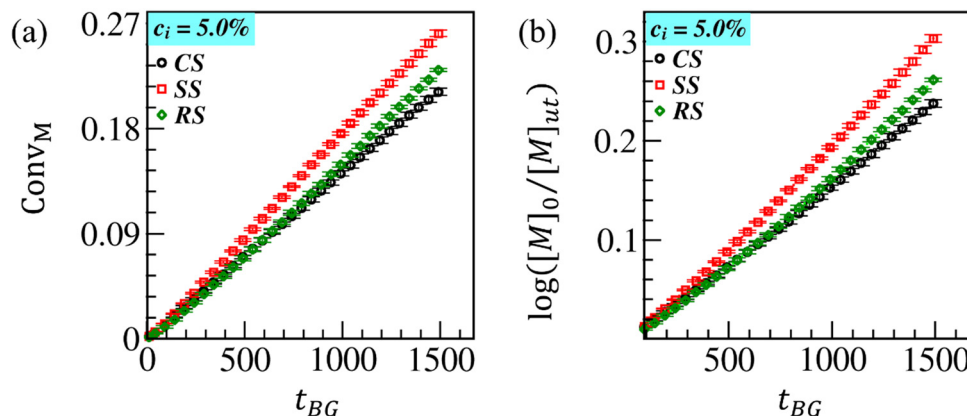 (a)
c_i = 5.0%
CS
SS
RS
0.27
0.18
0.09
0
Conv_M
0 500 1000 1500
t_BG
(b)
c_i = 5.0%
CS
SS
RS
0.3
0.2
0.1
log([M]_0/[M]_ut)
500 1000 1500
t_BG